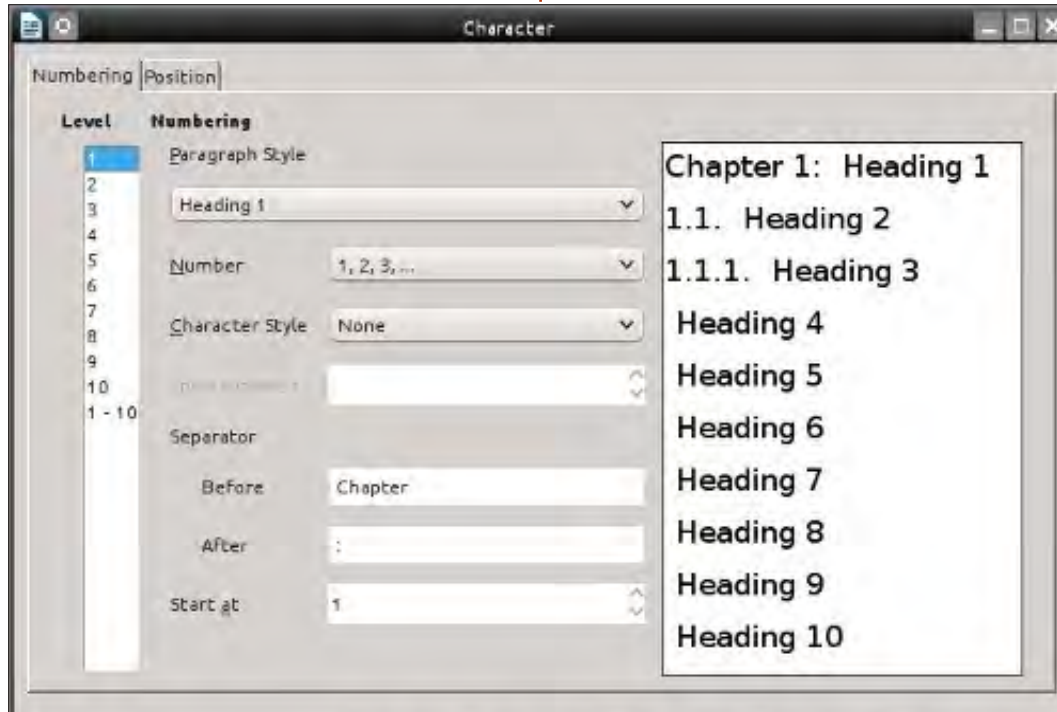 Character
Numbering Position
Level Numbering
1
2
3
4
5
6
7
8
9
10
1 - 10
Paragraph Style
Heading 1
Number 1, 2, 3, ...
Character Style None
Separator
Before Chapter
After :
Start at 1
Chapter 1: Heading 1
1.1. Heading 2
1.1.1. Heading 3
Heading 4
Heading 5
Heading 6
Heading 7
Heading 8
Heading 9
Heading 10